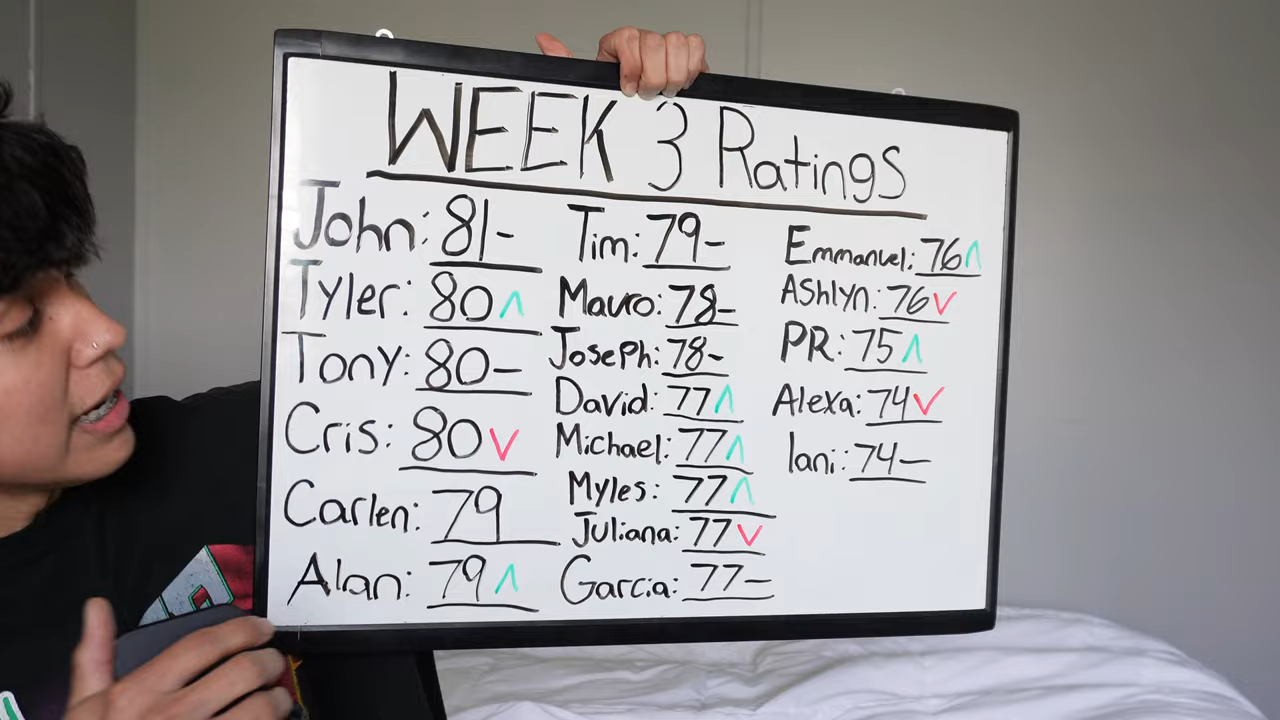 WEEK 3 Ratings
John: 81-
Tyler: 80^
Tony: 80-
Cris: 80v
Carlen: 79
Alan: 79^
Tim: 79-
Mauro: 78-
Joseph: 78-
David: 77^
Michael: 77^
Myles: 77^
Juliana: 77v
Garcia: 77-
Emmanuel: 76^
Ashlyn: 76v
PR: 75^
Alexa: 74v
Iani: 74-